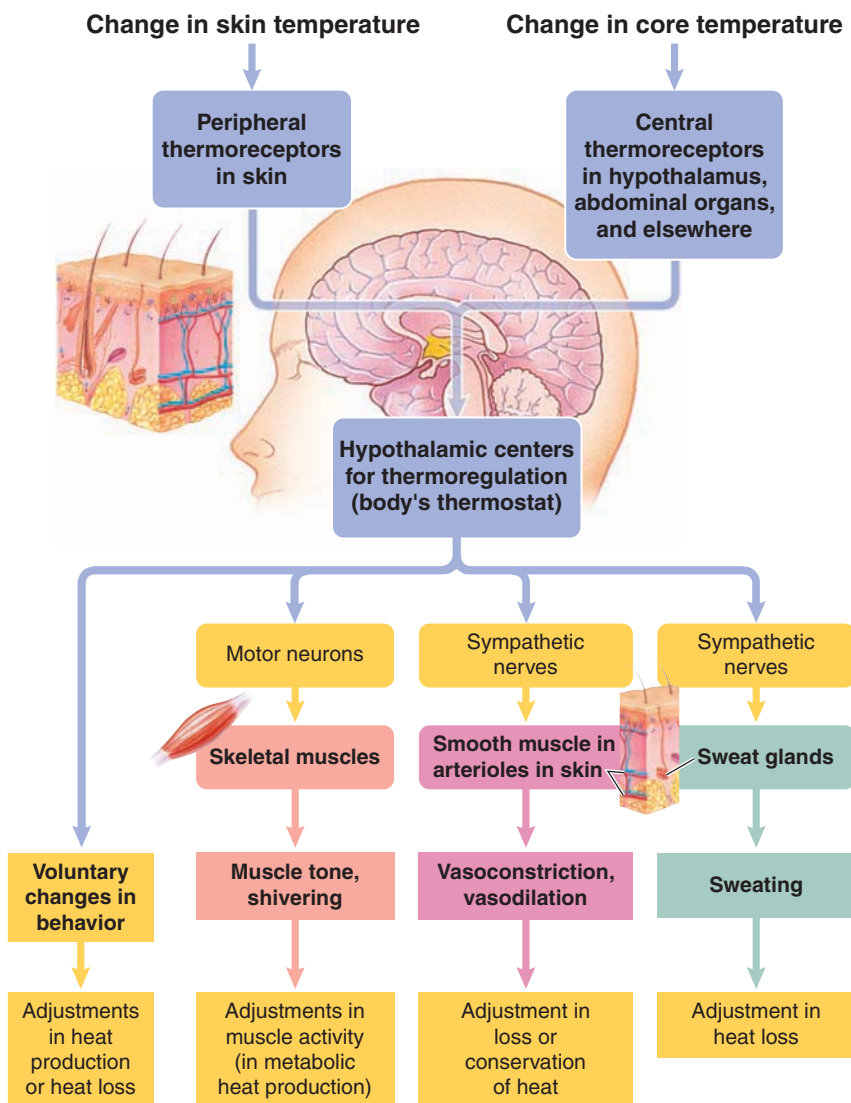 Change in skin temperature
Change in core temperature
Peripheral
thermoreceptors
in skin
Central
thermoreceptors
in hypothalamus,
abdominal organs,
and elsewhere
Hypothalamic centers
for thermoregulation
(body's thermostat)
Motor neurons
Sympathetic
nerves
Sympathetic
nerves
Skeletal muscles
Smooth muscle in
arterioles in skin
Sweat glands
Voluntary
changes in
behavior
Muscle tone,
shivering
Vasoconstriction,
vasodilation
Sweating
Adjustments
in heat
production
or heat loss
Adjustments in
muscle activity
(in metabolic
heat production)
Adjustment in
loss or
conservation
of heat
Adjustment in
heat loss